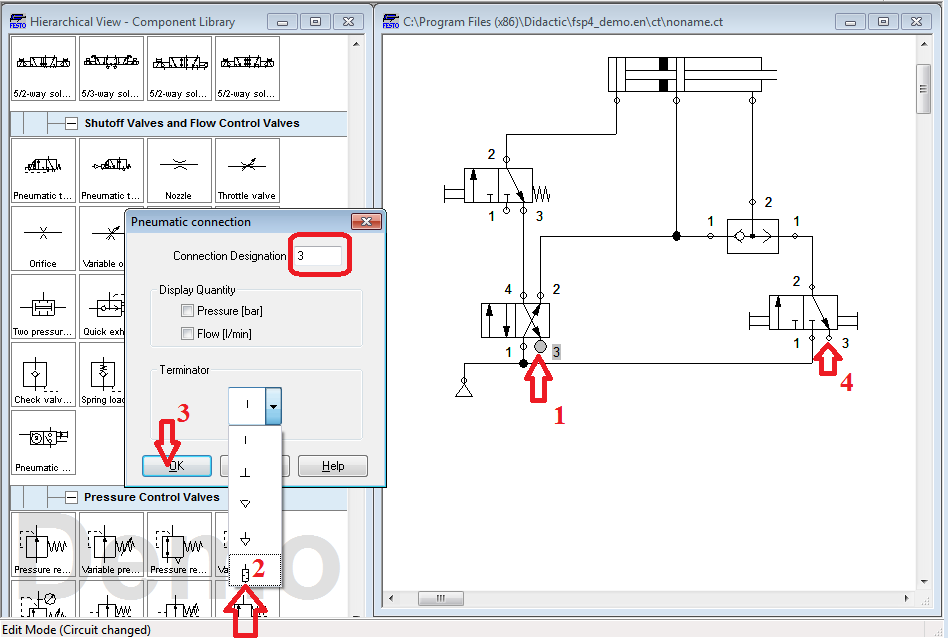 FESTO
Hierarchical View - Component Library
5/2-way sol... 5/3-way sol... 5/2-way sol... 5/2-way sol...
Shutoff Valves and Flow Control Valves
Pneumatic t... Pneumatic t... Nozzle Throttle valve
Orifice Variable o
Two pressur... Quick exh
Check valv... Spring load
Pneumatic ...
Pressure Control Valves
Pressure re... Variable pre... Pressure re... Va
Demo
Edit Mode (Circuit changed)
Pneumatic connection
Connection Designation 3
Display Quantity
Pressure [bar]
Flow [l/min]
Terminator
3
OK
Help
2
FESTO
C:\Program Files (x86)\Didactic\fsp4_demo.en\ct\noname.ct
2
1 3
2
1 1
4 2
2
1 3
1 3
1
4